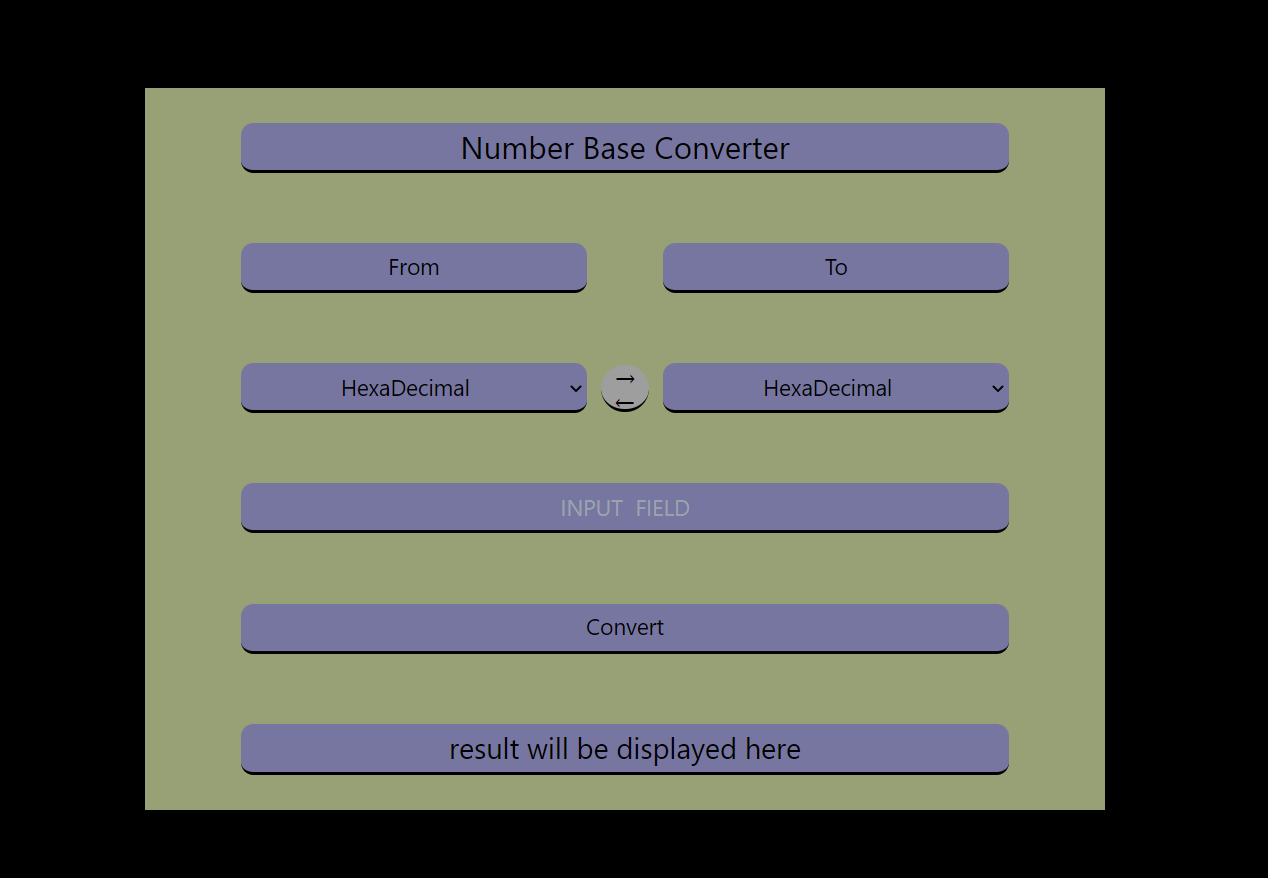 Number Base Converter
From
To
HexaDecimal
→
←
HexaDecimal
INPUT FIELD
Convert
result will be displayed here